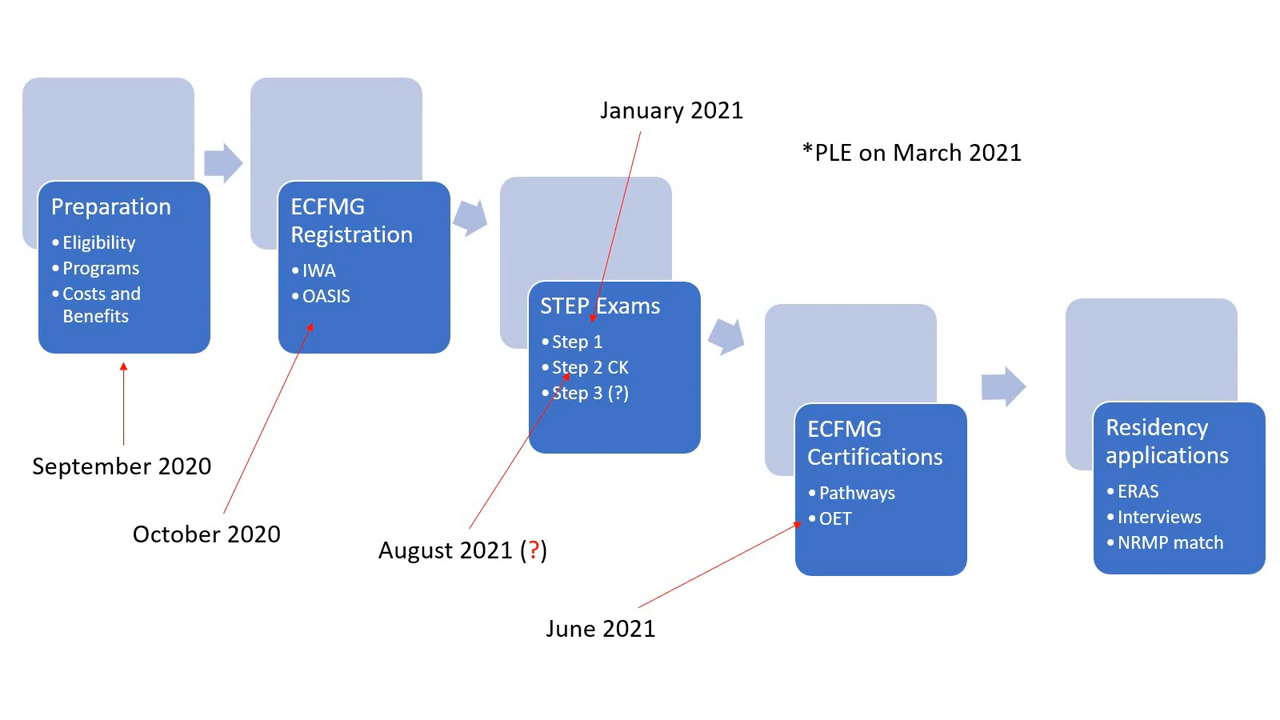 January 2021
*PLE on March 2021
Preparation
• Eligibility
• Programs
• Costs and
Benefits
ECFMG
Registration
• IWA
• OASIS
STEP Exams
• Step 1
• Step 2 CK
• Step 3 (?)
ECFMG
Certifications
• Pathways
• OET
Residency
applications
• ERAS
• Interviews
• NRMP match
September 2020
October 2020
August 2021 (?)
June 2021